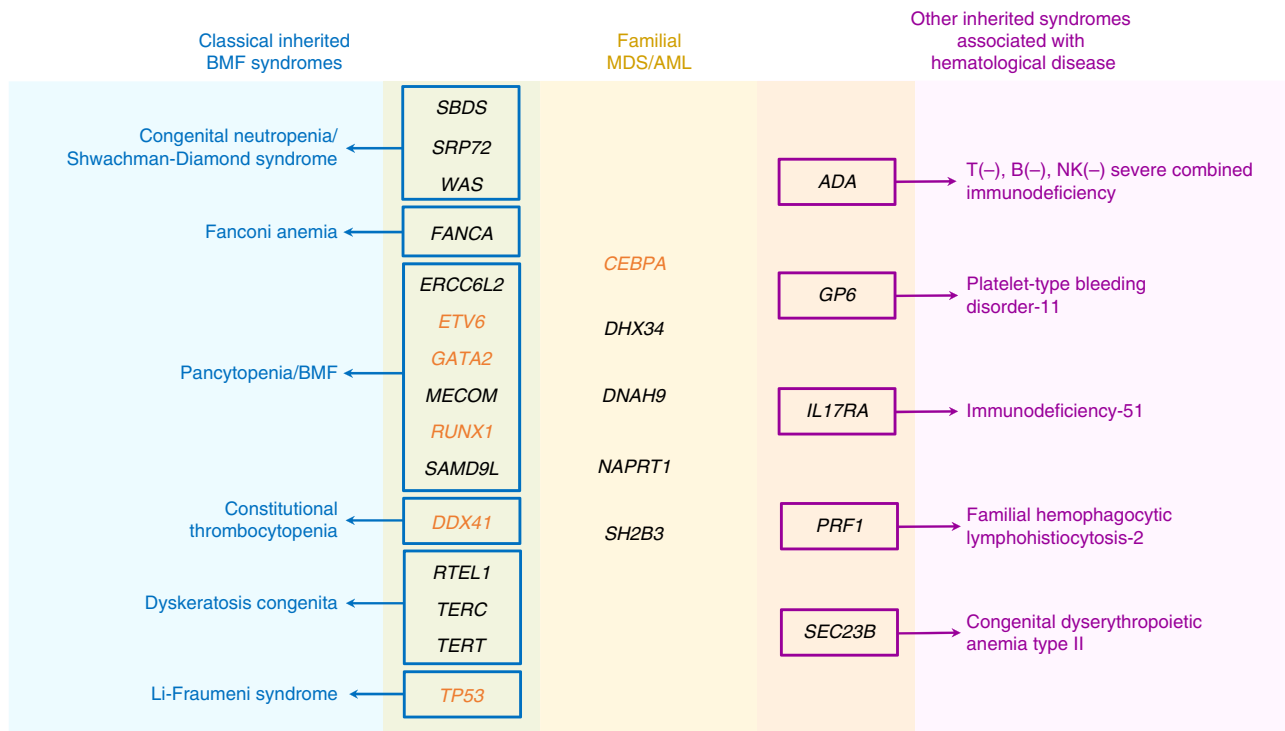 Classical inherited
BMF syndromes
Familial
MDS/AML
Other inherited syndromes
associated with
hematological disease
Congenital neutropenia/
Shwachman-Diamond syndrome
SBDS
SRP72
WAS
Fanconi anemia
FANCA
Pancytopenia/BMF
ERCC6L2
ETV6
GATA2
MECOM
RUNX1
SAMD9L
Constitutional
thrombocytopenia
DDX41
Dyskeratosis congenita
RTEL1
TERC
TERT
Li-Fraumeni syndrome
TP53
CEBPA
DHX34
DNAH9
NAPRT1
SH2B3
ADA
T(–), B(–), NK(–) severe combined
immunodeficiency
GP6
Platelet-type bleeding
disorder-11
IL17RA
Immunodeficiency-51
PRF1
Familial hemophagocytic
lymphohistiocytosis-2
SEC23B
Congenital dyserythropoietic
anemia type II